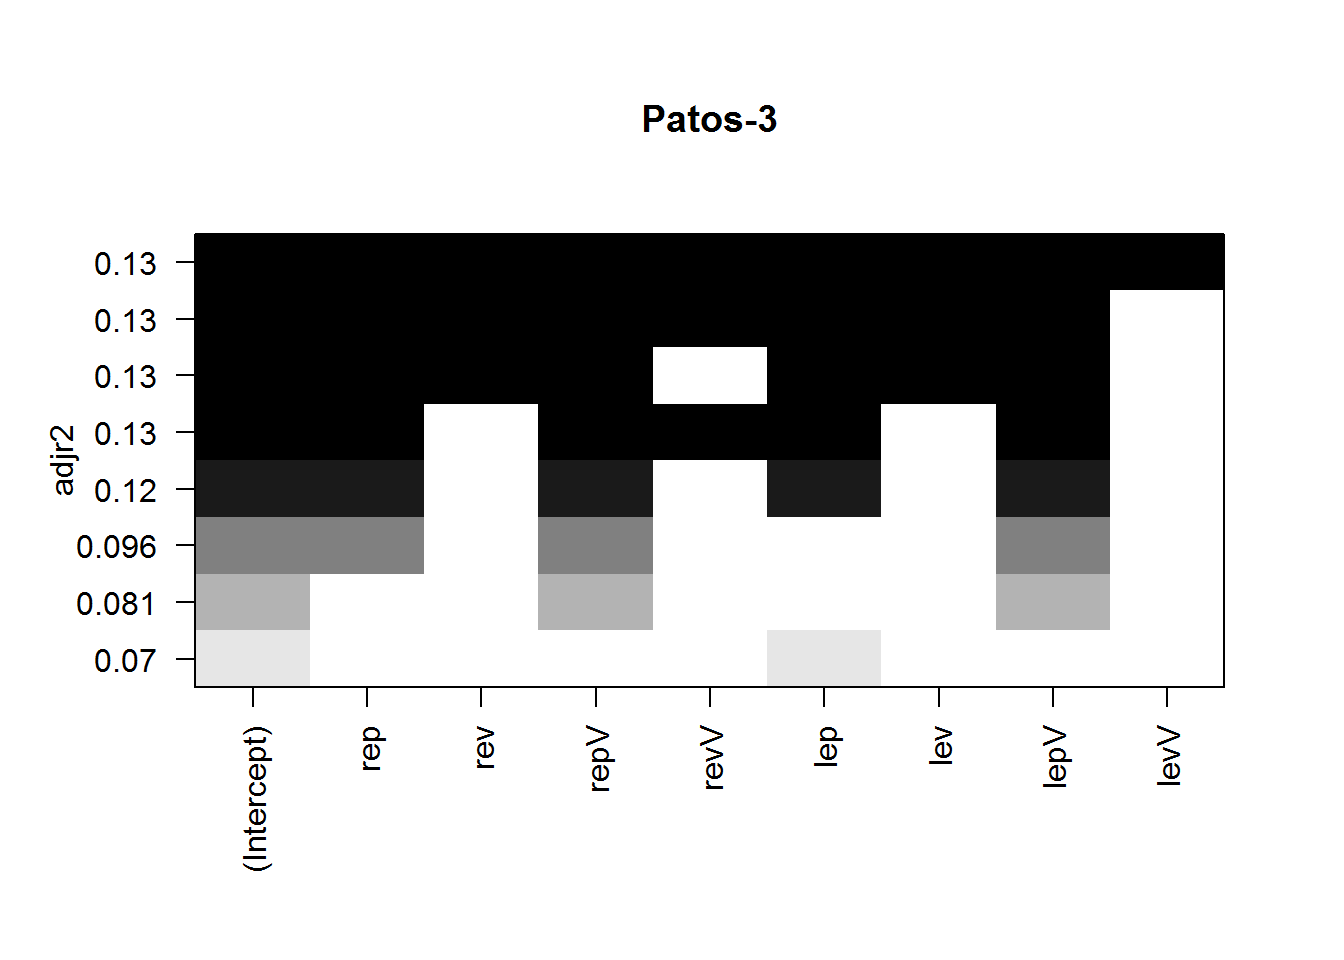 Patos-3
adjr2
0.13
0.13
0.13
0.13
0.12
0.096
0.081
0.07
(Intercept)
rep
rev
repV
revV
lep
lev
lepV
levV